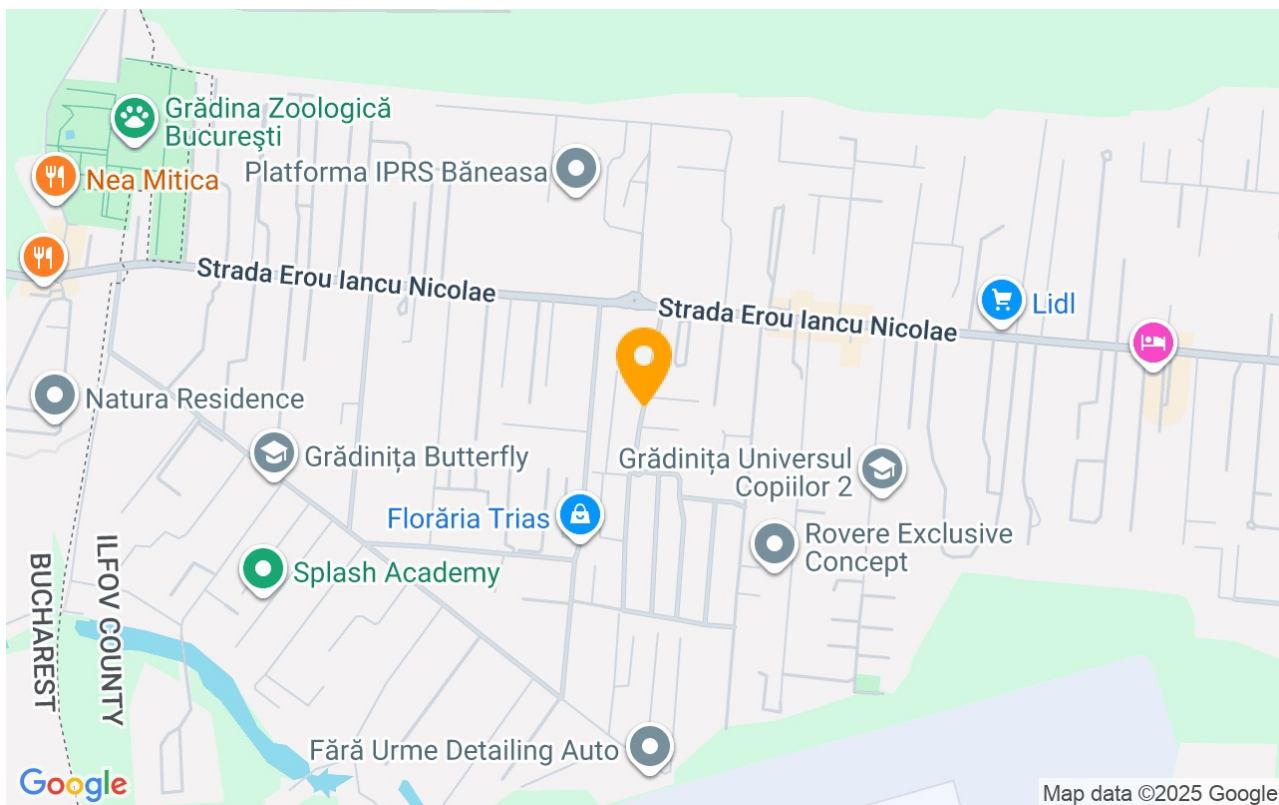 Grădina Zoologică
București
Nea Mitica
Platforma IPRS Băneasa
Strada Erou Iancu Nicolae
Strada Erou Iancu Nicolae
Lidl
Natura Residence
Grădinița Butterfly
Grădinița Universul
Copiilor 2
Florăria Trias
Rovere Exclusive
Concept
Splash Academy
ILFOV COUNTY
BUCHAREST
Fără Urme Detailing Auto
Google
Map data ©2025 Google